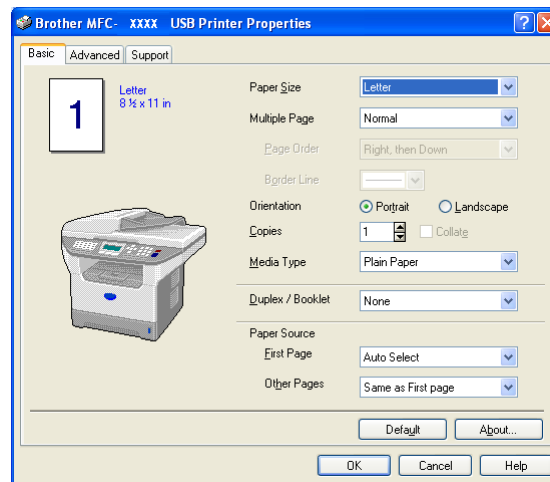 Brother MFC- XXXX USB Printer Properties
Basic Advanced Support
1
Letter
8 ½ x 11 in
Paper Size Letter
Multiple Page Normal
Page Order Right, then Down
Border Line
Orientation Portrait Landscape
Copies 1 Collate
Media Type Plain Paper
Duplex / Booklet None
Paper Source
First Page Auto Select
Other Pages Same as First page
Default About...
OK Cancel Help